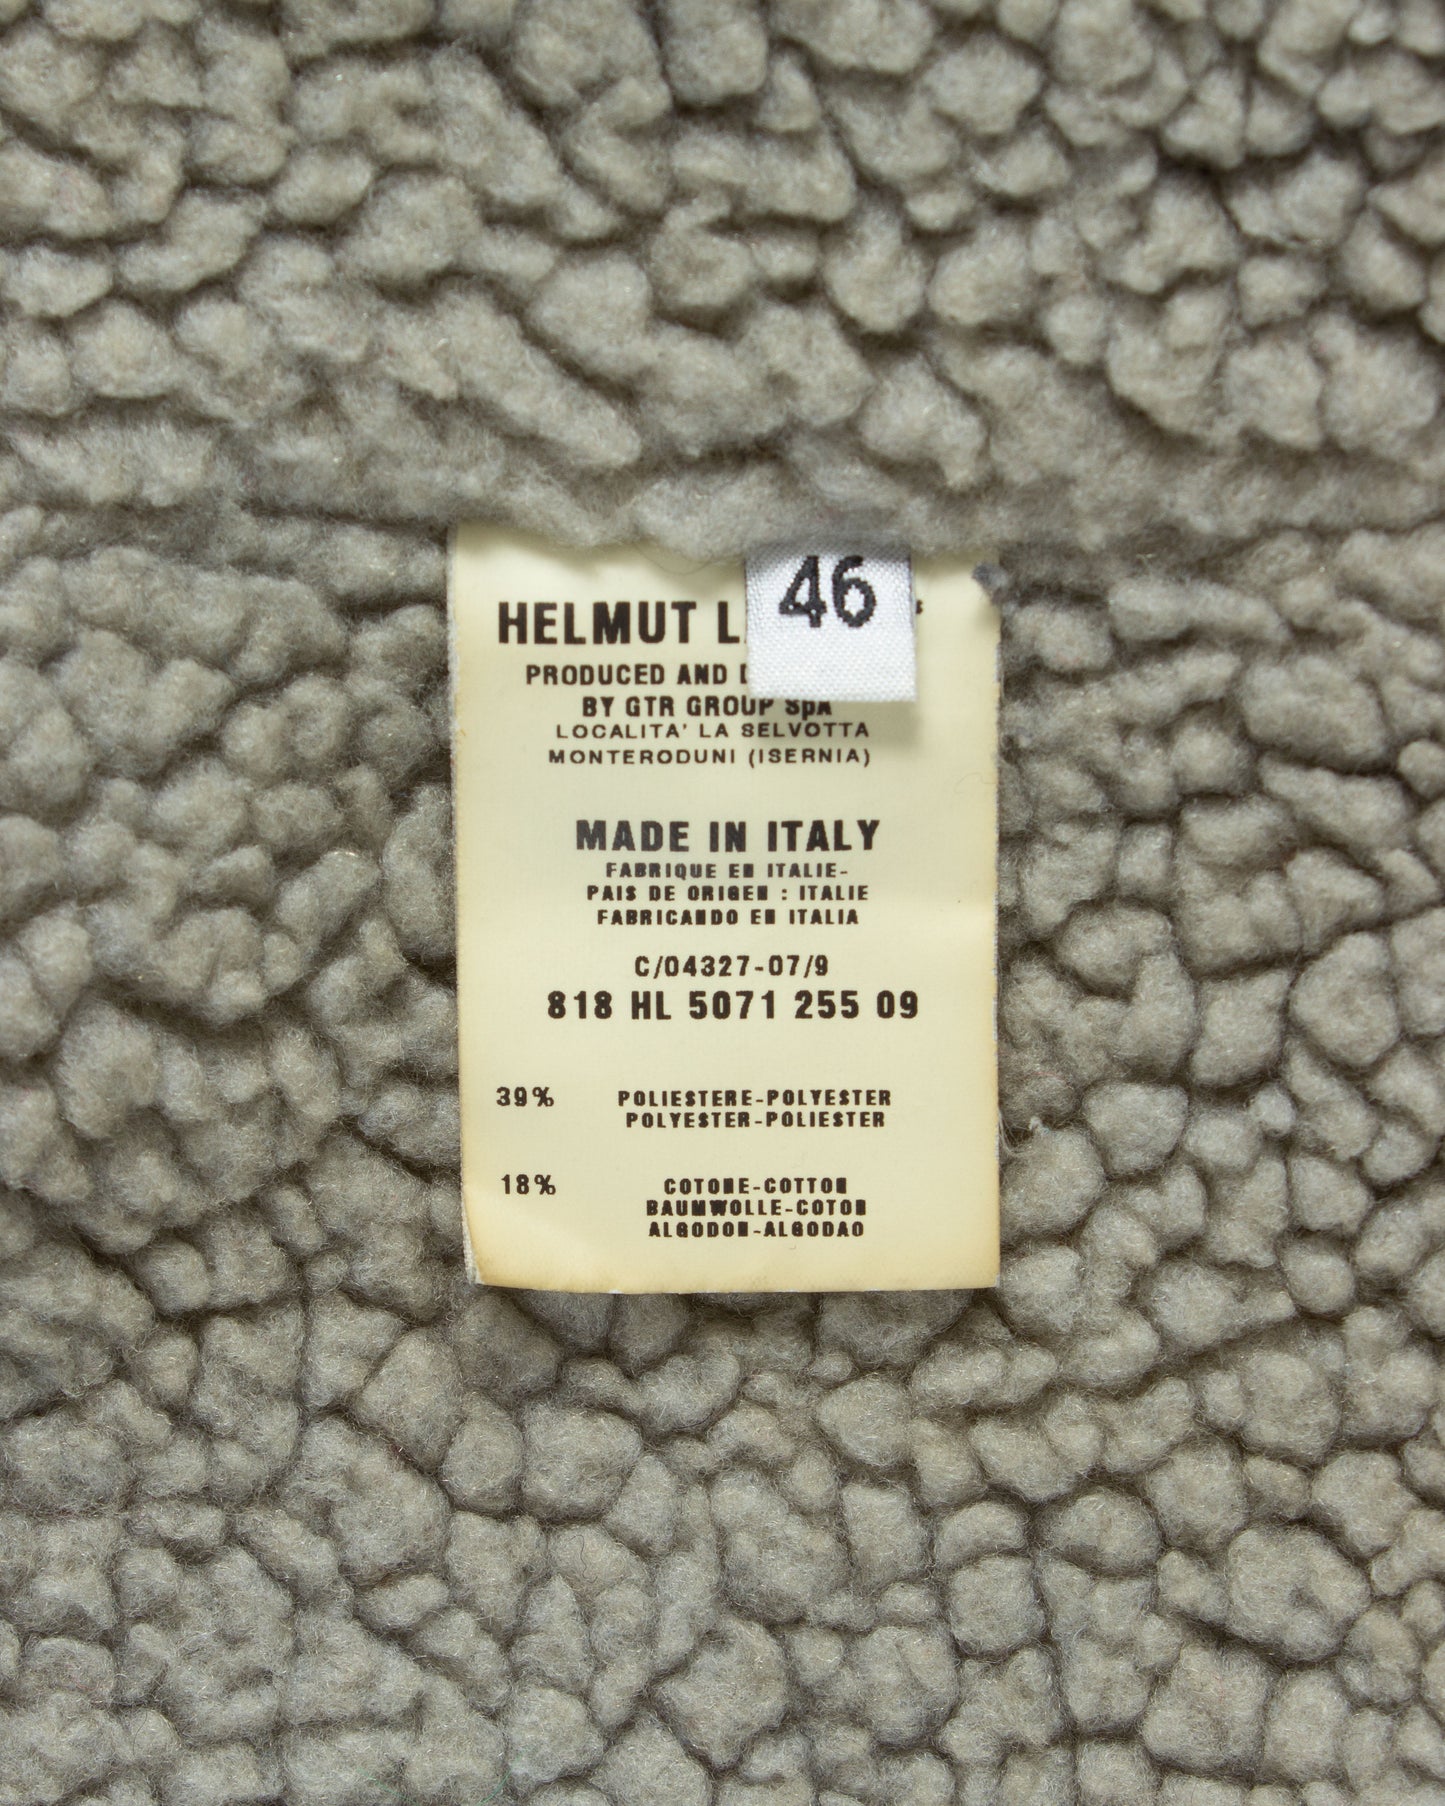 46
HELMUT
PRODUCED AND
BY GTR GROUP SpA
LOCALITA' LA SELVOTTA
MONTERODUNI (ISERNIA)
MADE IN ITALY
FABRIQUE EN ITALIE-
PAIS DE ORIGEN : ITALIE
FABRICANDO EN ITALIA
C/04327-07/9
818 HL 5071 255 09
39% POLIESTERE-POLYESTER
POLYESTER-POLIESTER
18% COTONE-COTTON
BAUMWOLLE-COTON
ALGODON-ALGODAO